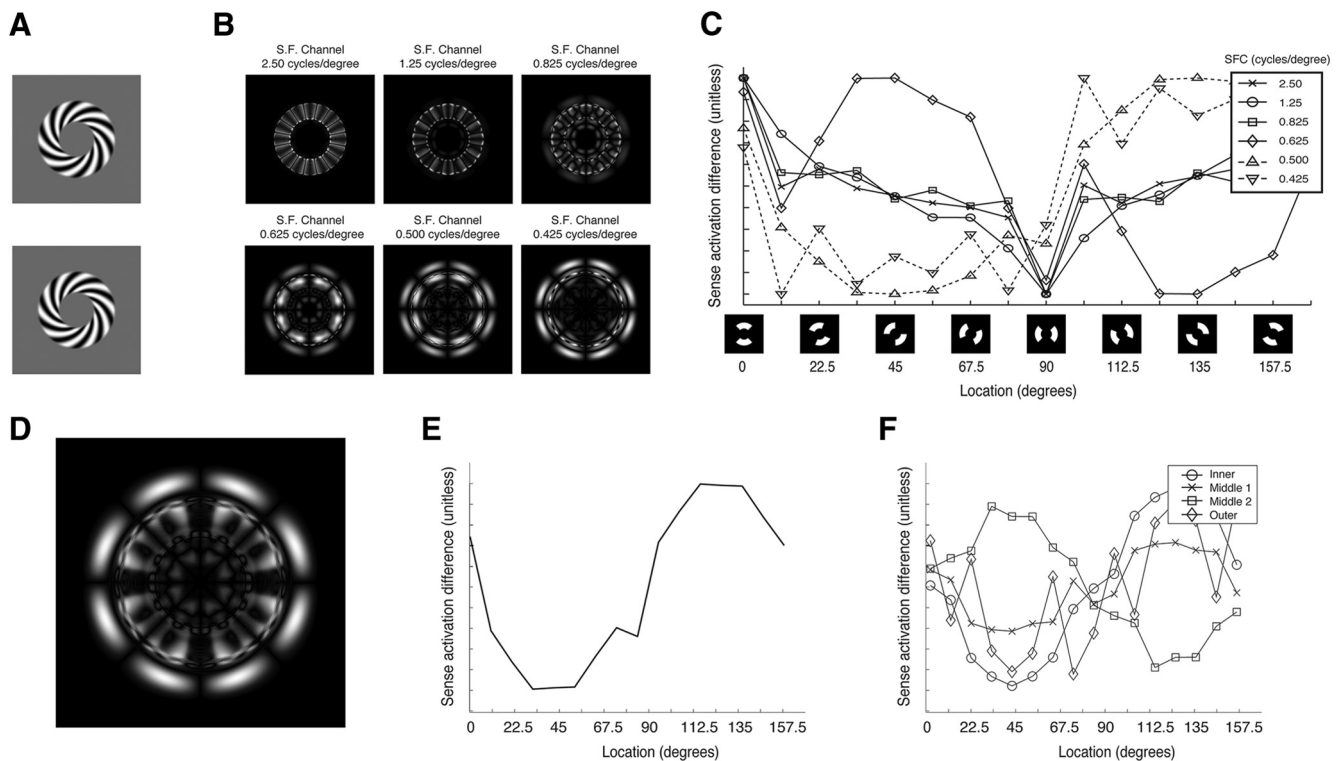 A
B
S.F. Channel
2.50 cycles/degree
S.F. Channel
1.25 cycles/degree
S.F. Channel
0.825 cycles/degree
S.F. Channel
0.625 cycles/degree
S.F. Channel
0.500 cycles/degree
S.F. Channel
0.425 cycles/degree
C
Sense activation difference (unitless)
SFC (cycles/degree)
2.50
1.25
0.825
0.625
0.500
0.425
0 22.5 45 67.5 90 112.5 135 157.5
Location (degrees)
D
E
Sense activation difference (unitless)
0 22.5 45 67.5 90 112.5 135 157.5
Location (degrees)
F
Sense activation difference (unitless)
Inner
Middle 1
Middle 2
Outer
0 22.5 45 67.5 90 112.5 135 157.5
Location (degrees)